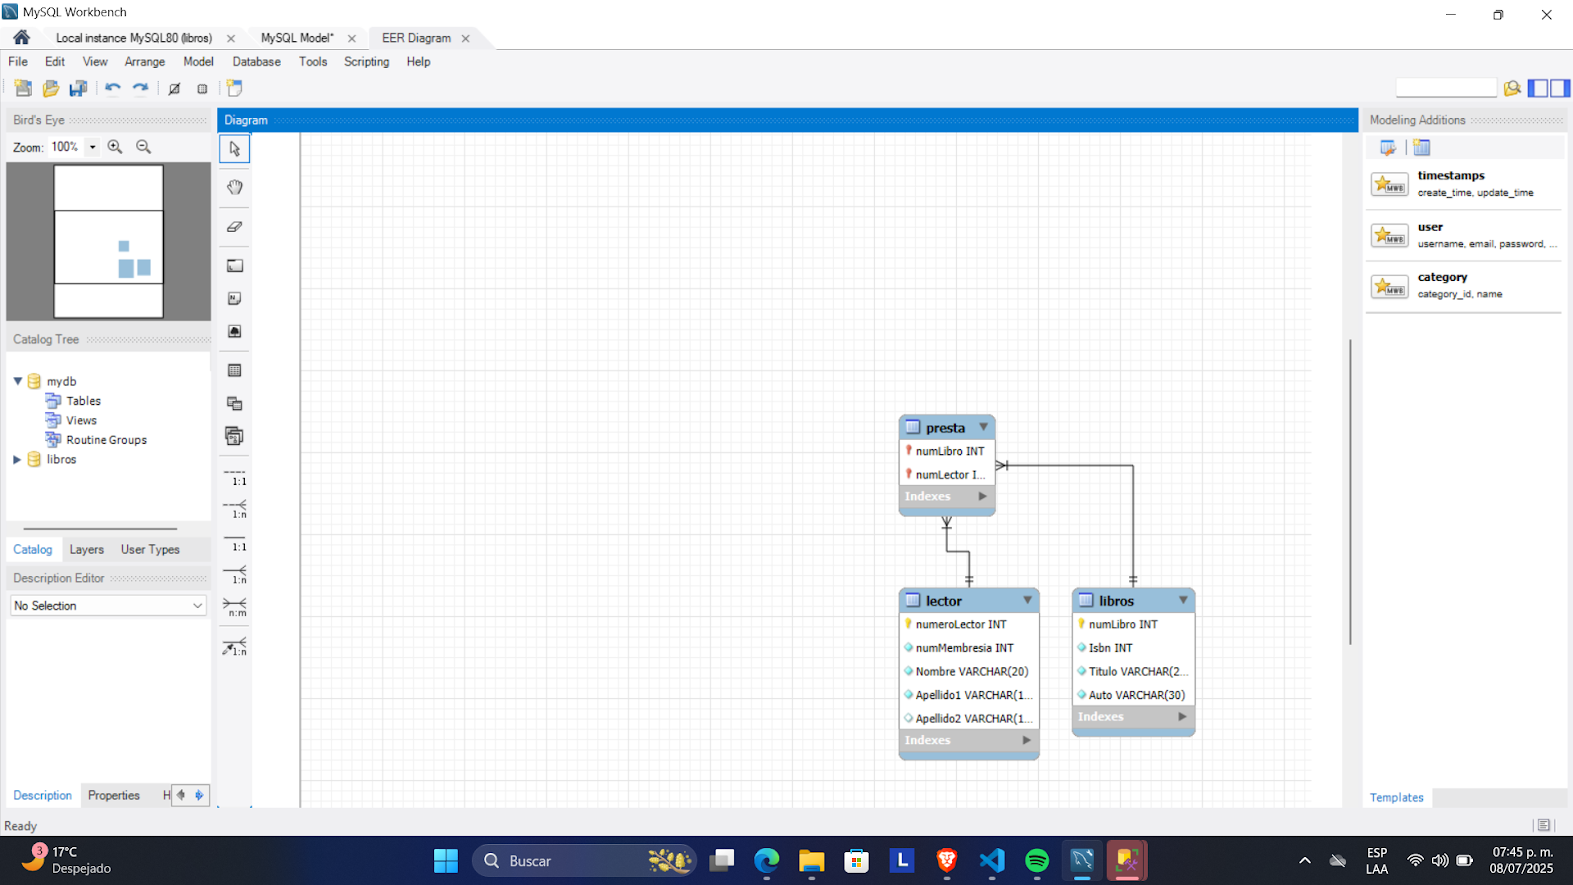 MySQL Workbench
Local instance MySQL80 (libros)
MySQL Model*
EER Diagram
File Edit View Arrange Model Database Tools Scripting Help
Bird's Eye
Zoom: 100%
Catalog Tree
mydb
Tables
Views
Routine Groups
libros
Catalog Layers User Types
Description Editor
No Selection
Description Properties H
Ready
Diagram
1:1
1:n
1:1
1:n
n:m
1:n
presta
numLibro INT
numLector I...
Indexes
lector
numeroLector INT
numMembresia INT
Nombre VARCHAR(20)
Apellido1 VARCHAR(1...
Apellido2 VARCHAR(1...
Indexes
libros
numLibro INT
Isbn INT
Titulo VARCHAR(2...
Auto VARCHAR(30)
Indexes
Modeling Additions
MWB
timestamps
create_time, update_time
MWB
user
username, email, password, ...
MWB
category
category_id, name
Templates
3
17°C
Despejado
Buscar
L
ESP
LAA
07:45 p. m.
08/07/2025